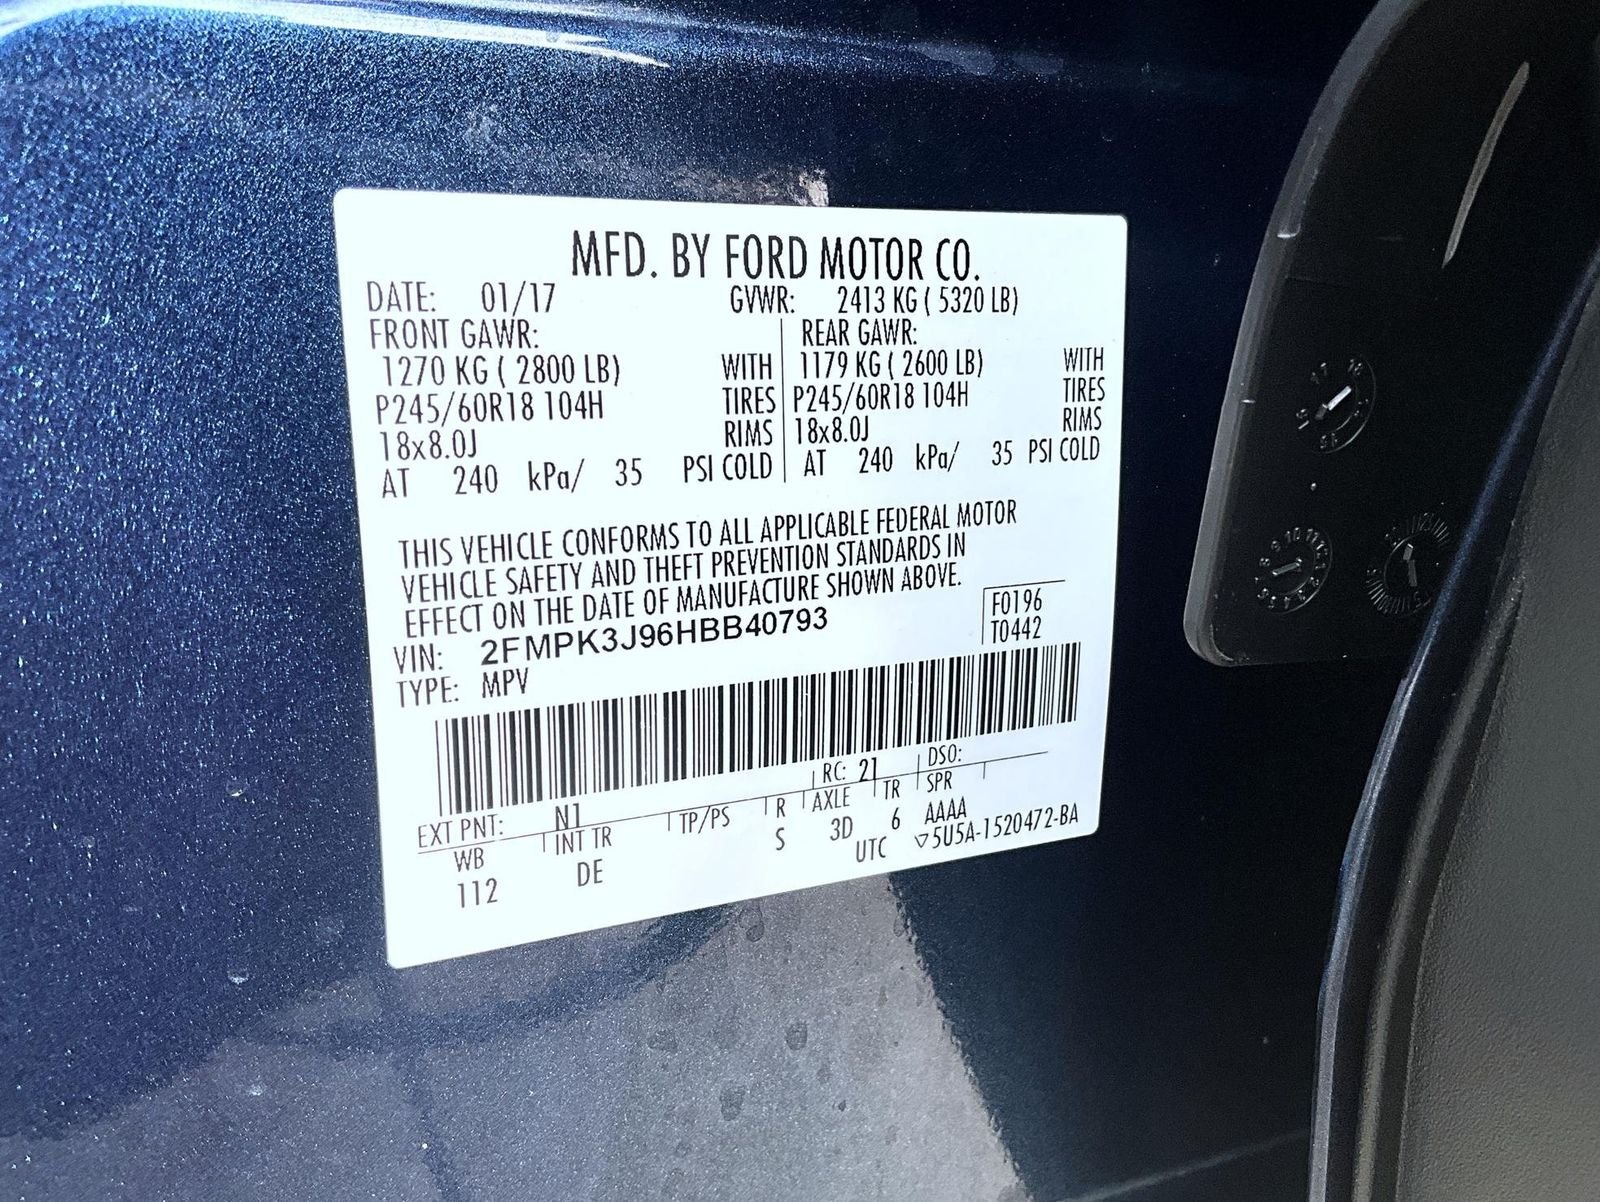 MFD. BY FORD MOTOR CO.
DATE: 01/17 GVWR: 2413 KG ( 5320 LB)
FRONT GAWR: REAR GAWR:
1270 KG ( 2800 LB) WITH 1179 KG ( 2600 LB) WITH
P245/60R18 104H TIRES P245/60R18 104H TIRES
18x8.0J RIMS 18x8.0J RIMS
AT 240 kPa/ 35 PSI COLD AT 240 kPa/ 35 PSI COLD
THIS VEHICLE CONFORMS TO ALL APPLICABLE FEDERAL MOTOR
VEHICLE SAFETY AND THEFT PREVENTION STANDARDS IN
EFFECT ON THE DATE OF MANUFACTURE SHOWN ABOVE.
F0196
VIN: 2FMPK3J96HBB40793 T0442
TYPE: MPV
EXT PNT: N1 RC: 21 DSO:
WB INT TR TP/PS R AXLE TR SPR
112 DE S 3D 6 AAAA
UTC ▽5U5A-1520472-BA